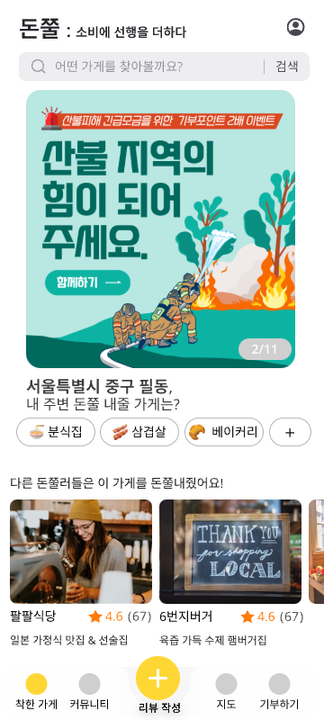 돈쭐 : 소비에 선행을 더하다
어떤 가게를 찾아볼까요? 검색
산불피해 긴급모금을 위한 기부포인트 2배 이벤트
산불 지역의
힘이 되어
주세요.
함께하기
2/11
서울특별시 중구 필동,
내 주변 돈쭐 내줄 가게는?
분식집 삼겹살 베이커리 +
다른 돈쭐러들은 이 가게를 돈쭐내줬어요!
THANK YOU
for shopping
LOCAL
팔팔식당 4.6 (67) 6번지버거 4.6 (67)
일본 가정식 맛집 & 선술집 육즙 가득 수제 햄버거집
착한 가게 커뮤니티 리뷰 작성 지도 기부하기